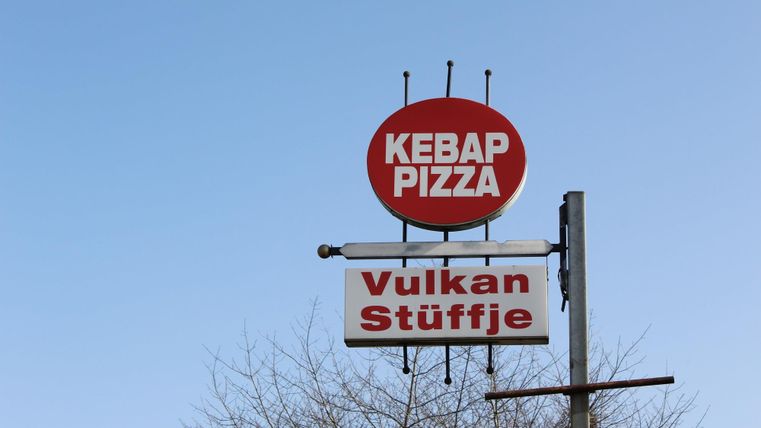 KEBAP
PIZZA
Vulkan
Stüffje